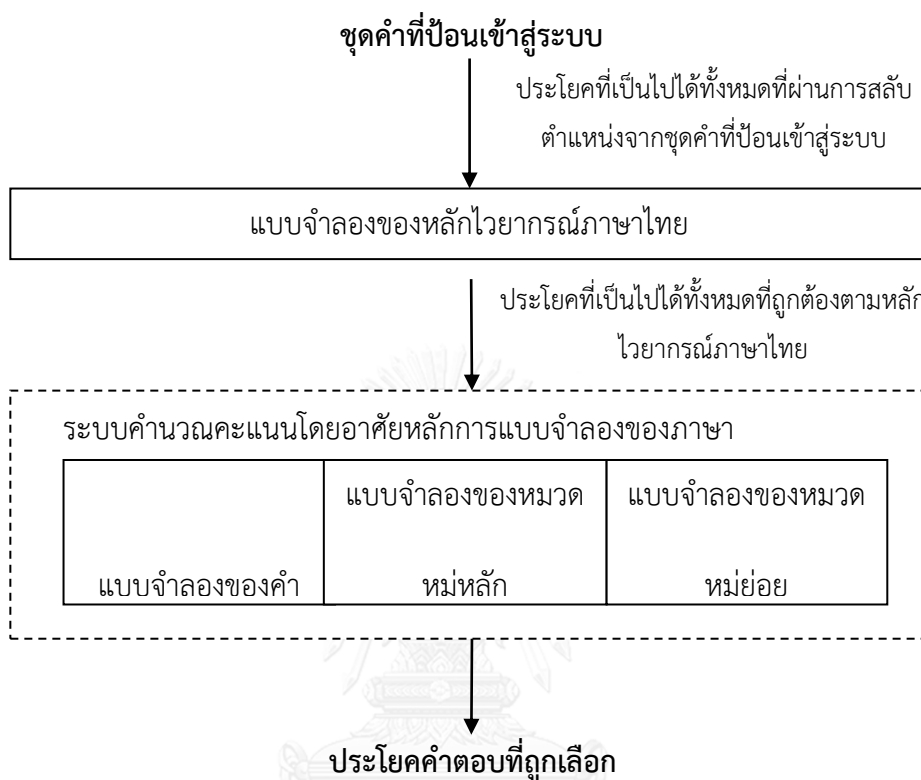 ชุดคำที่ป้อนเข้าสู่ระบบ
ประโยคที่เป็นไปได้ทั้งหมดที่ผ่านการสลับ
ตำแหน่งจากชุดคำที่ป้อนเข้าสู่ระบบ
แบบจำลองของหลักไวยากรณ์ภาษาไทย
ประโยคที่เป็นไปได้ทั้งหมดที่ถูกต้องตามหลัก
ไวยากรณ์ภาษาไทย
ระบบคำนวณคะแนนโดยอาศัยหลักการแบบจำลองของภาษา
แบบจำลองของคำ
แบบจำลองของหมวด
หมู่หลัก
แบบจำลองของหมวด
หมู่ย่อย
ประโยคคำตอบที่ถูกเลือก